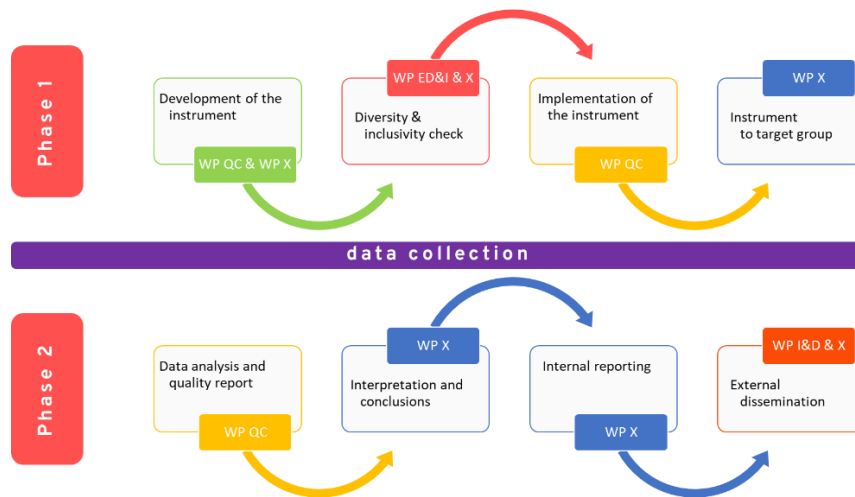 Phase 1
Development of the
instrument
WP QC & WP X
WP ED&I & X
Diversity &
inclusivity check
Implementation of
the instrument
WP QC
WP X
Instrument
to target group
data collection
Phase 2
Data analysis and
quality report
WP QC
WP X
Interpretation and
conclusions
Internal reporting
WP X
WP I&D & X
External
dissemination